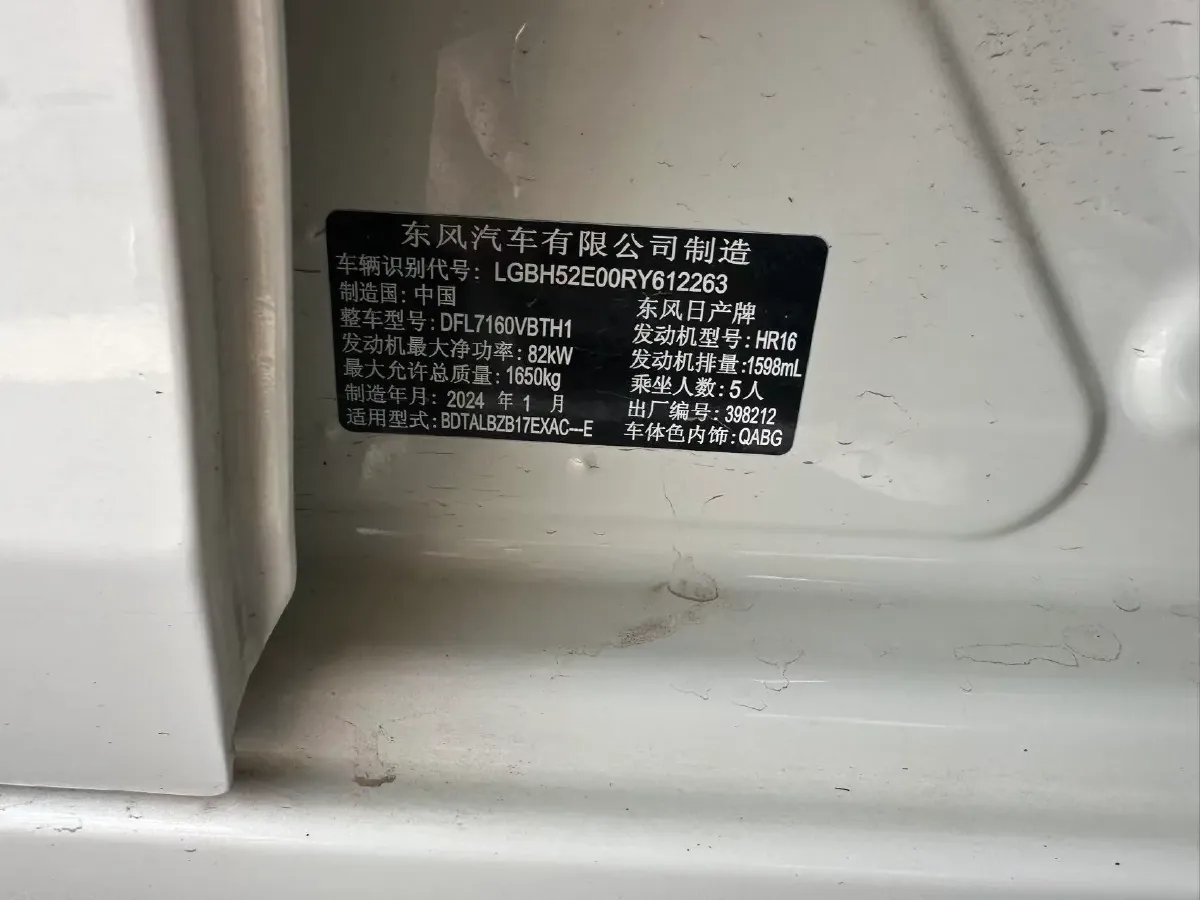 东风汽车有限公司制造
车辆识别代号: LGBH52E00RY612263
制造国: 中国 东风日产牌
整车型号: DFL7160VBTH1 发动机型号: HR16
发动机最大净功率: 82kW 发动机排量: 1598mL
最大允许总质量: 1650kg 乘坐人数: 5人
制造年月: 2024 年 1 月 出厂编号: 398212
适用型式: BDTALBZB17EXAC---E 车体色内饰: QABG